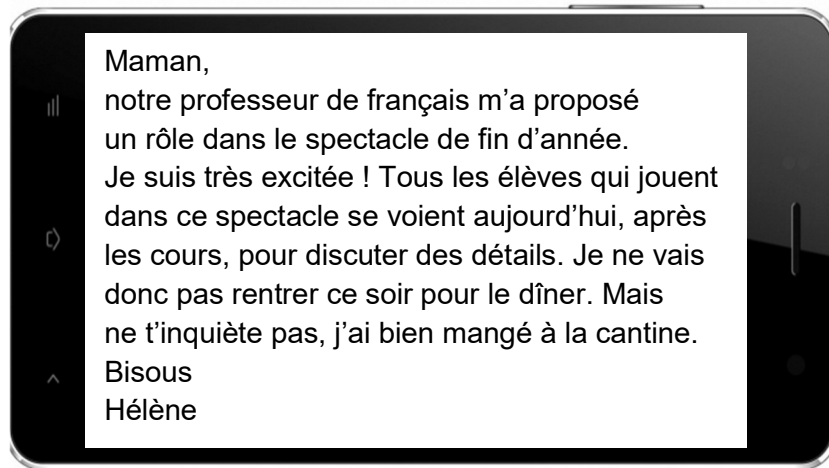 Maman,
notre professeur de français m’a proposé
un rôle dans le spectacle de fin d’année.
Je suis très excitée ! Tous les élèves qui jouent
dans ce spectacle se voient aujourd’hui, après
les cours, pour discuter des détails. Je ne vais
donc pas rentrer ce soir pour le dîner. Mais
ne t’inquiète pas, j’ai bien mangé à la cantine.
Bisous
Hélène